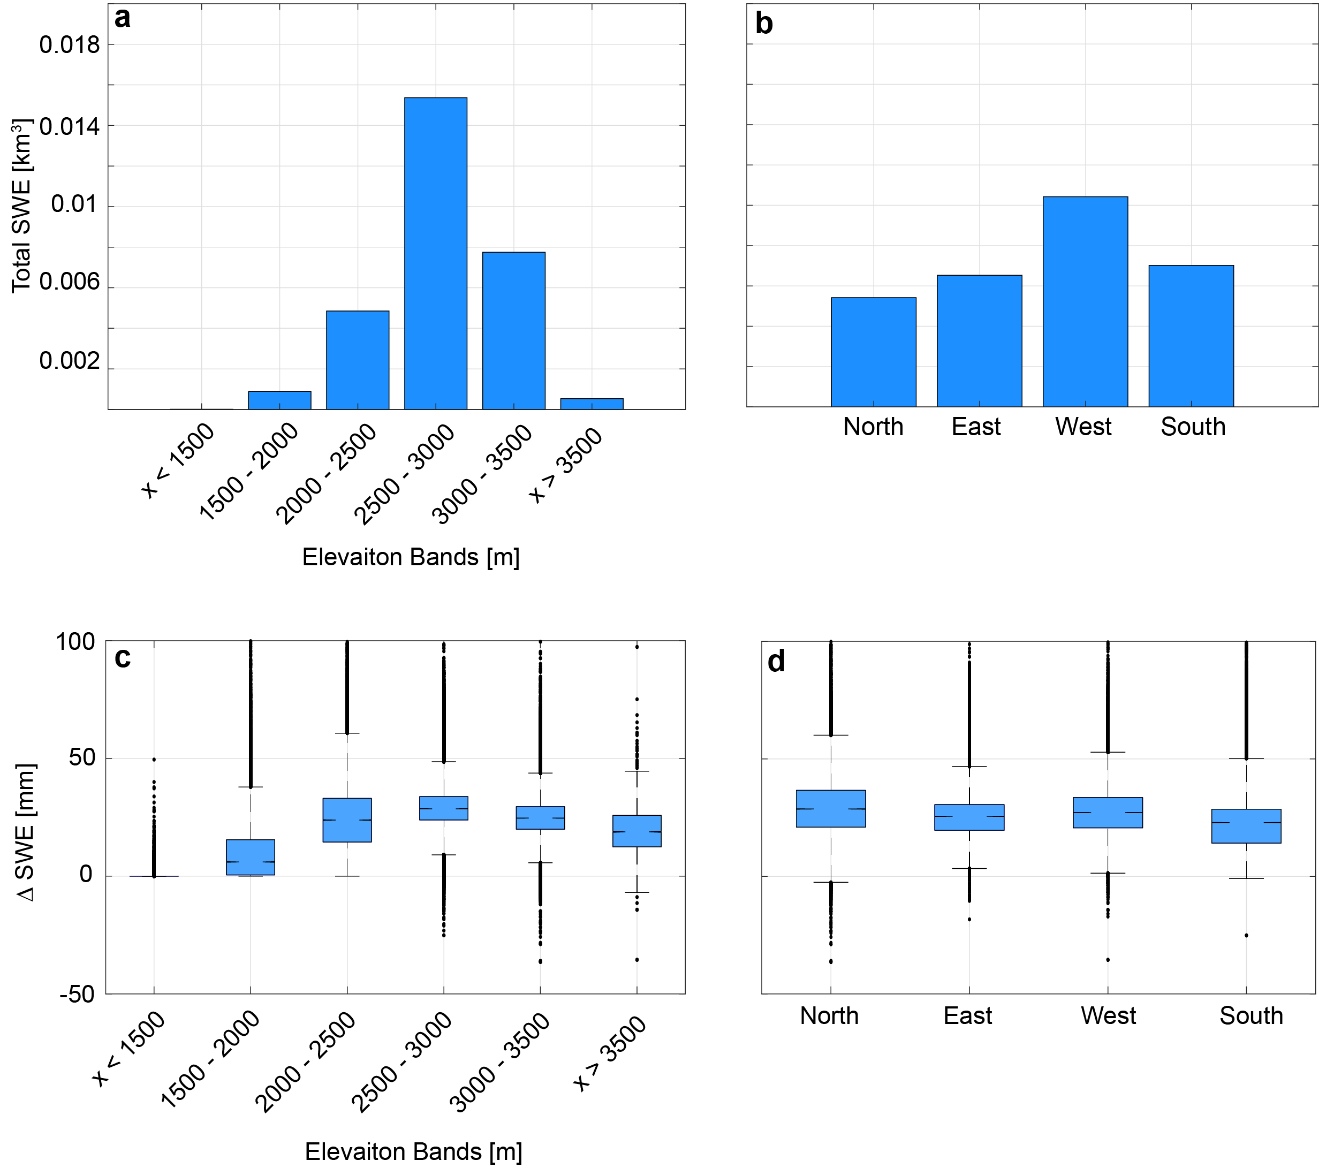 a
0.018
0.014
0.01
0.006
0.002
Total SWE [km³]
x < 1500
1500 - 2000
2000 - 2500
2500 - 3000
3000 - 3500
x > 3500
Elevaiton Bands [m]
b
North East West South
c
100
50
0
-50
Δ SWE [mm]
x < 1500
1500 - 2000
2000 - 2500
2500 - 3000
3000 - 3500
x > 3500
Elevaiton Bands [m]
d
North East West South